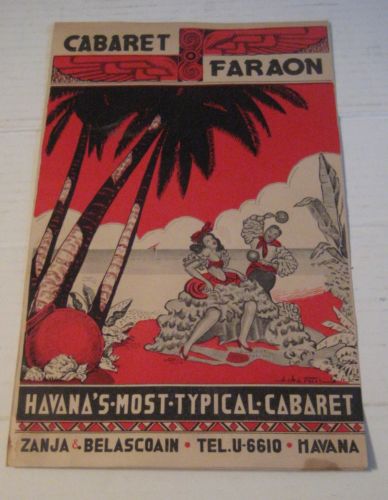 CABARET
FARAON
HAVANA'S-MOST-TYPICAL-CABARET
ZANJA & BELASCOAIN • TEL.U-6610 • HAVANA